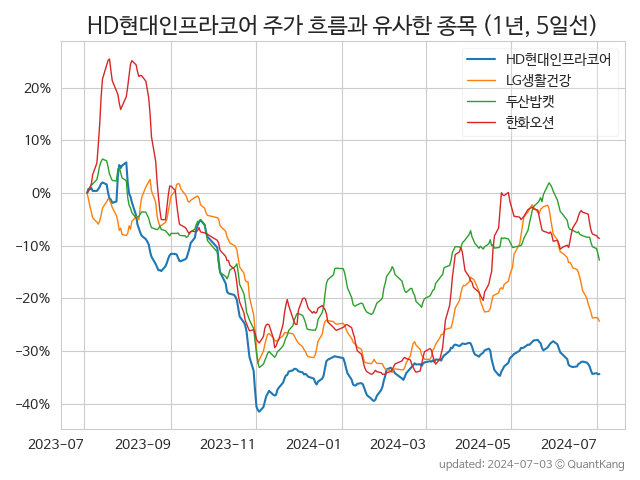 HD현대인프라코어 주가 흐름과 유사한 종목 (1년, 5일선)
HD현대인프라코어
LG생활건강
두산밥캣
한화오션
20%
10%
0%
−10%
−20%
−30%
−40%
2023-07 2023-09 2023-11 2024-01 2024-03 2024-05 2024-07
updated: 2024-07-03 ⓒ QuantKang